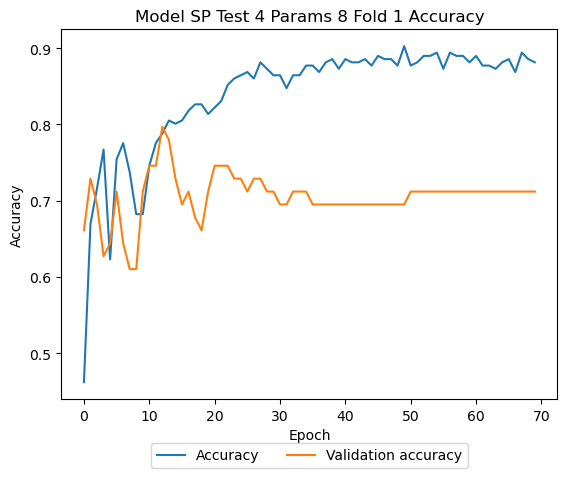 Model SP Test 4 Params 8 Fold 1 Accuracy
0.9
0.8
0.7
0.6
0.5
Accuracy
0 10 20 30 40 50 60 70
Epoch
Accuracy Validation accuracy